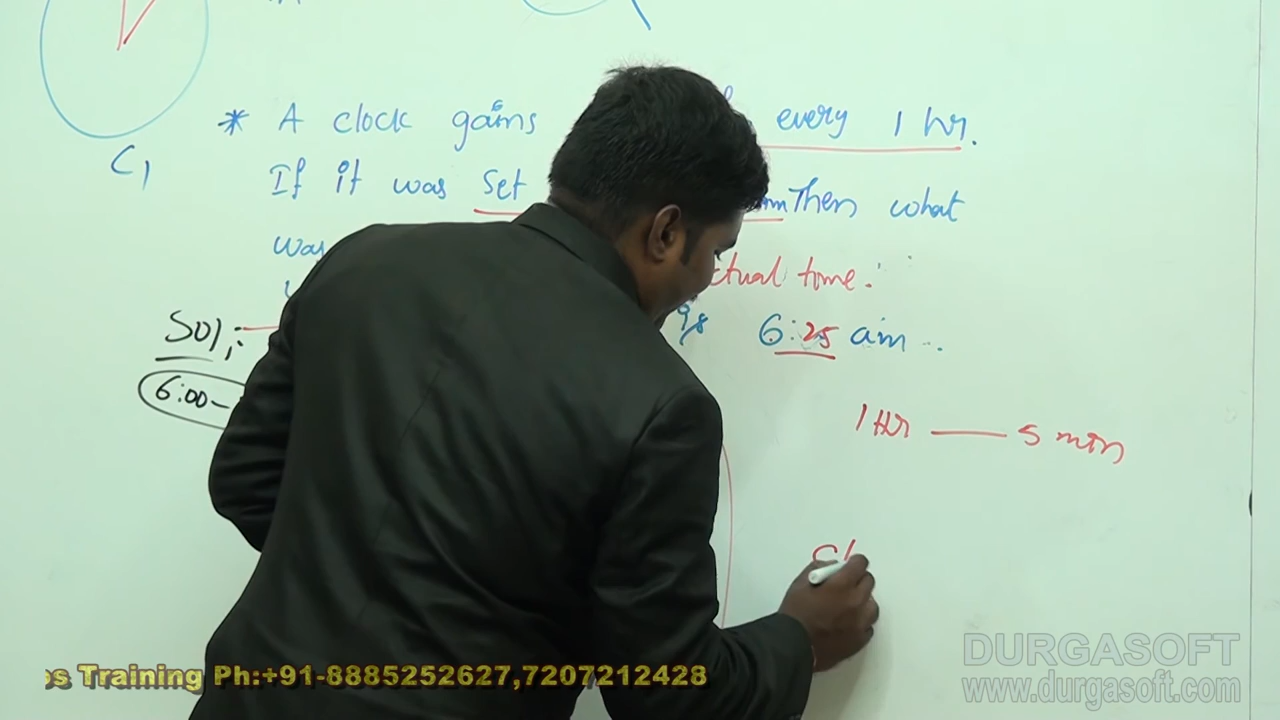 * A clock gains every 1 hr.
If it was set Then what
was ctual time.
Sol:- 6:25 am.
6:00-
1 Hr — 5 min
C1
DURGASOFT
www.durgasoft.com
Training Ph:+91-8885252627,7207212428